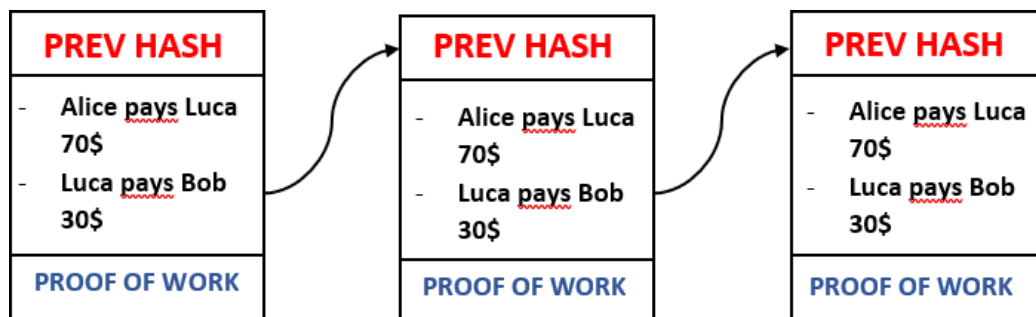 PREV HASH
- Alice pays Luca
70$
- Luca pays Bob
30$
PROOF OF WORK
PREV HASH
- Alice pays Luca
70$
- Luca pays Bob
30$
PROOF OF WORK
PREV HASH
- Alice pays Luca
70$
- Luca pays Bob
30$
PROOF OF WORK